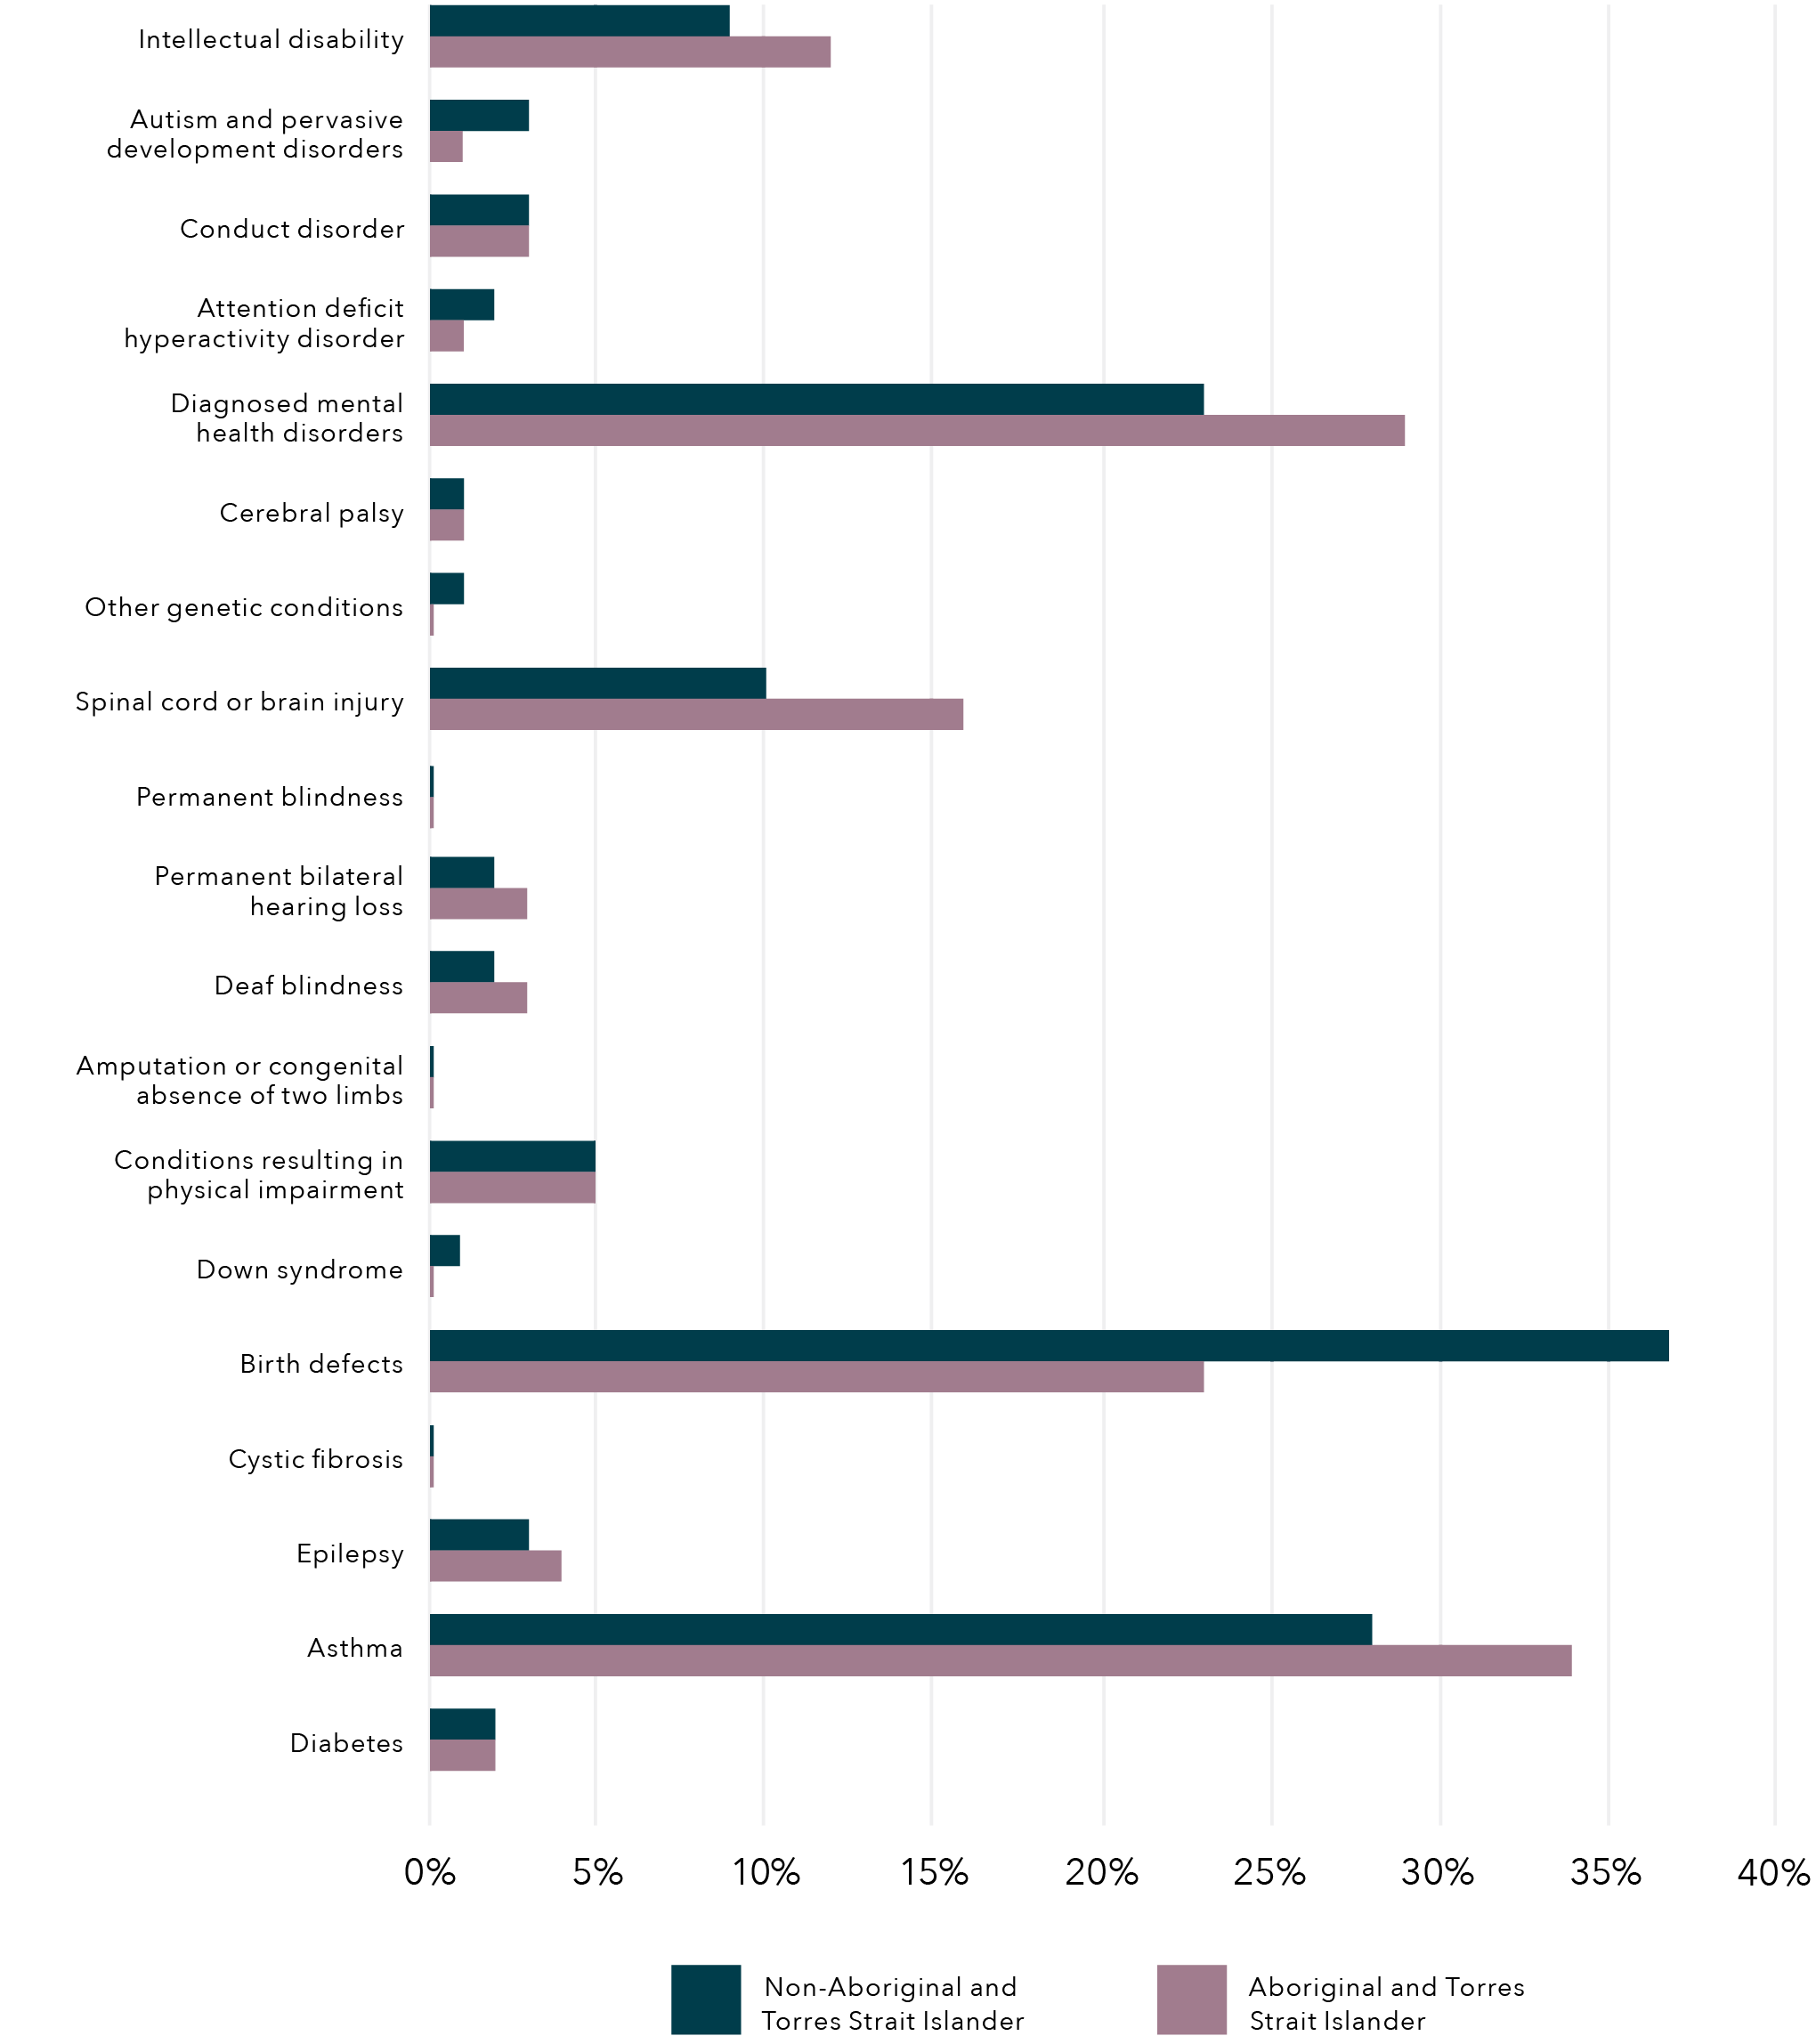 Intellectual disability
Autism and pervasive
development disorders
Conduct disorder
Attention deficit
hyperactivity disorder
Diagnosed mental
health disorders
Cerebral palsy
Other genetic conditions
Spinal cord or brain injury
Permanent blindness
Permanent bilateral
hearing loss
Deaf blindness
Amputation or congenital
absence of two limbs
Conditions resulting in
physical impairment
Down syndrome
Birth defects
Cystic fibrosis
Epilepsy
Asthma
Diabetes
0% 5% 10% 15% 20% 25% 30% 35% 40%
Non-Aboriginal and
Torres Strait Islander
Aboriginal and Torres
Strait Islander